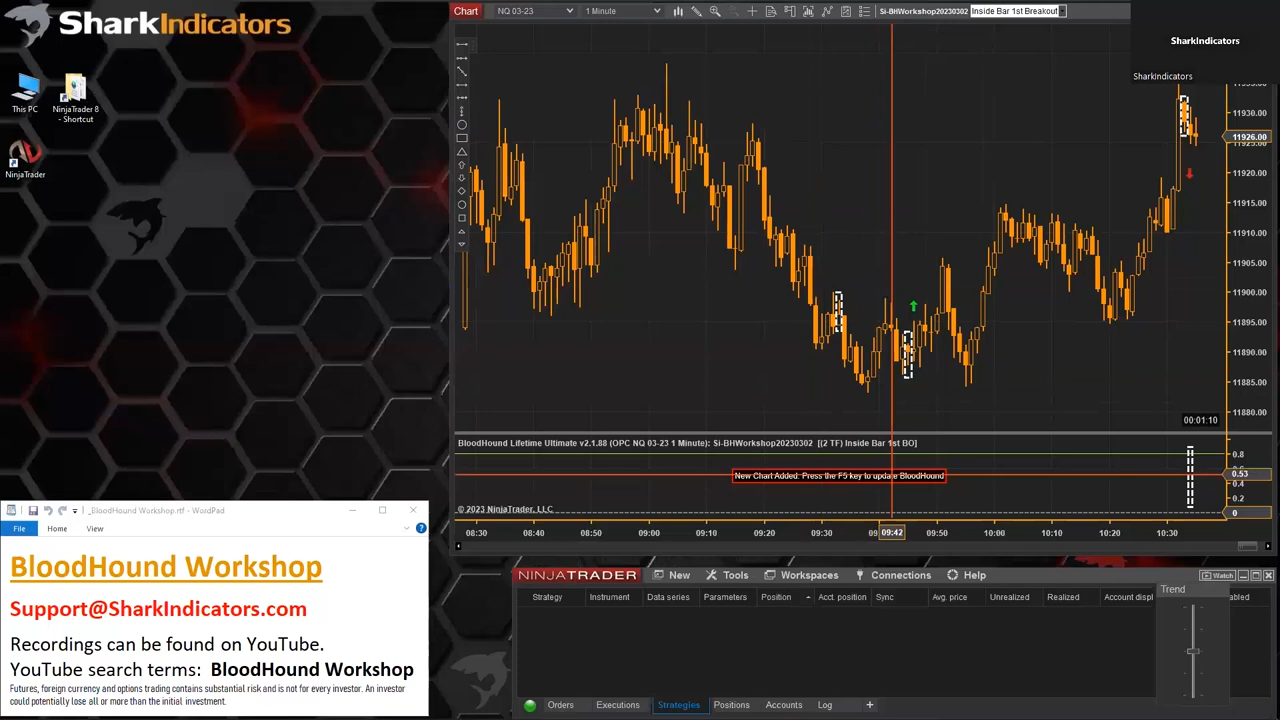 SharkIndicators
This PC
NinjaTrader 8
- Shortcut
NinjaTrader
Chart
NQ 03-23
1 Minute
Si-BHWorkshop20230302
Inside Bar 1st Breakout
SharkIndicators
SharkIndicators
11930.00
11926.00
11920.00
11915.00
11910.00
11905.00
11900.00
11895.00
11890.00
11885.00
11880.00
00:01:10
BloodHound Lifetime Ultimate v2.1.88 (OPC NQ 03-23 1 Minute): Si-BHWorkshop20230302 [(2 TF) Inside Bar 1st BO]
New Chart Added: Press the F5 key to update BloodHound
0.8
0.53
0.4
0.2
0
© 2023 NinjaTrader, LLC
08:30 08:40 08:50 09:00 09:10 09:20 09:30 09:42 09:50 10:00 10:10 10:20 10:30
_BloodHound Workshop.rtf - WordPad
File Home View
BloodHound Workshop
Support@SharkIndicators.com
Recordings can be found on YouTube.
YouTube search terms: BloodHound Workshop
Futures, foreign currency and options trading contains substantial risk and is not for every investor. An investor
could potentially lose all or more than the initial investment.
NINJATRADER New Tools Workspaces Connections Help
Watch
Strategy Instrument Data series Parameters Position Acct. position Sync Avg. price Unrealized Realized Account displ
Trend
Orders Executions Strategies Positions Accounts Log +